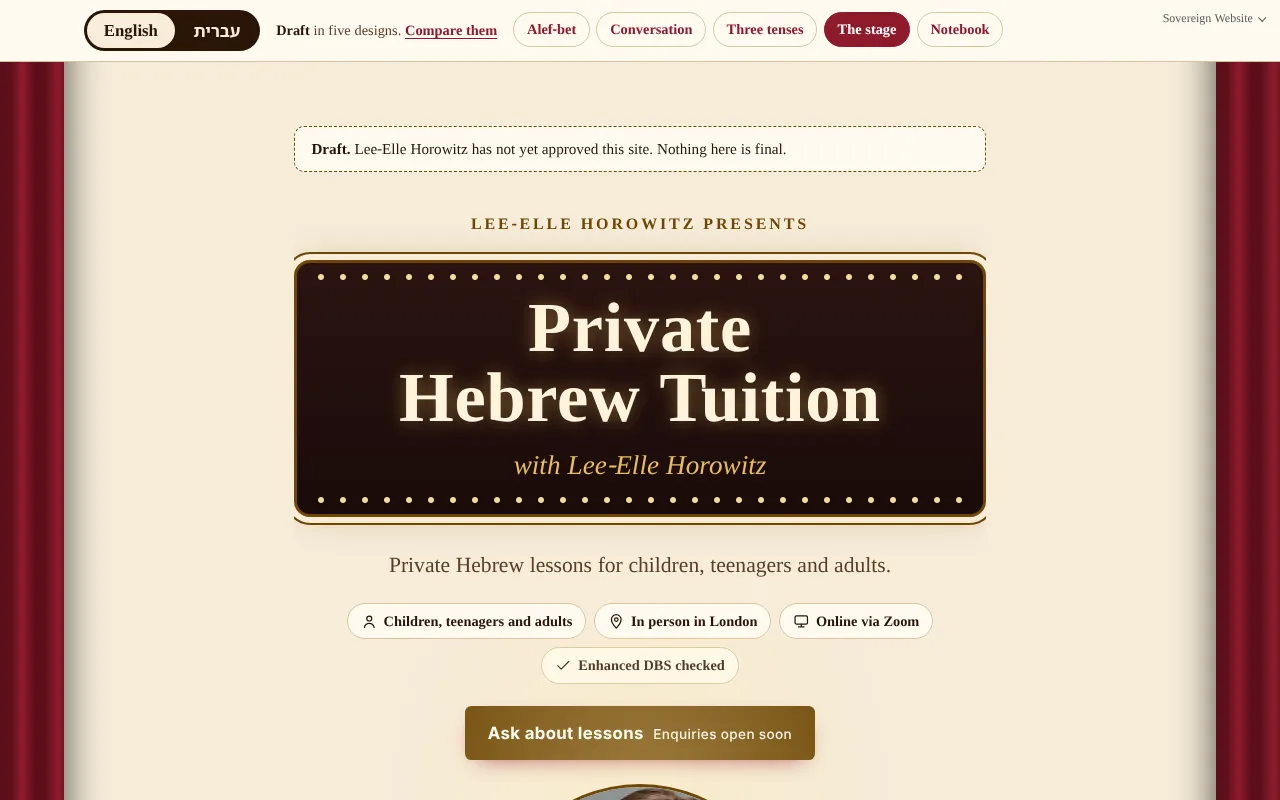 English עברית Draft in five designs. Compare them Alef-bet Conversation Three tenses The stage Notebook Sovereign Website
Draft. Lee-Elle Horowitz has not yet approved this site. Nothing here is final.
LEE-ELLE HOROWITZ PRESENTS
Private
Hebrew Tuition
with Lee-Elle Horowitz
Private Hebrew lessons for children, teenagers and adults.
Children, teenagers and adults In person in London Online via Zoom
Enhanced DBS checked
Ask about lessons Enquiries open soon